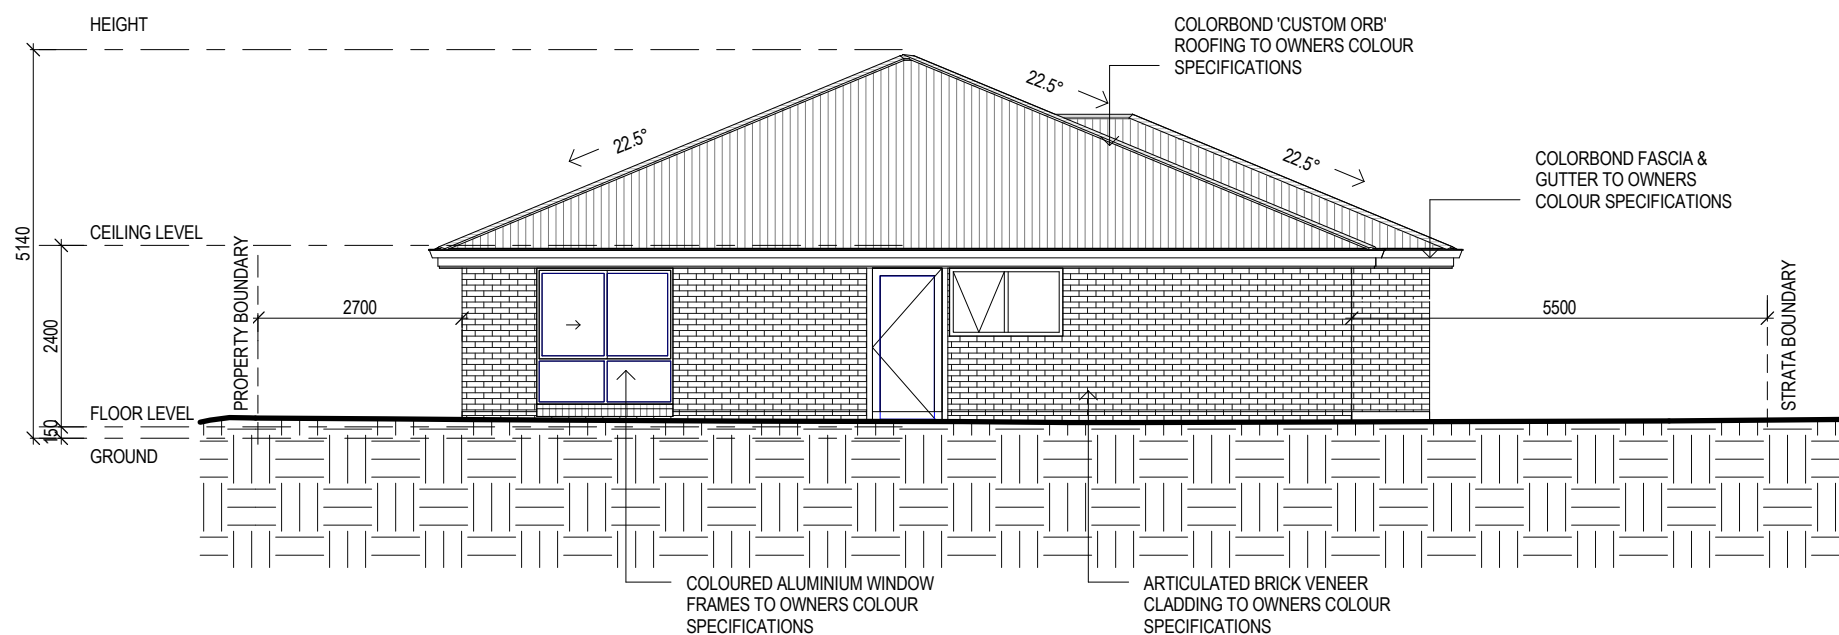 HEIGHT
COLORBOND 'CUSTOM ORB'
ROOFING TO OWNERS COLOUR
SPECIFICATIONS
22.5°
22.5°
22.5°
COLORBOND FASCIA &
GUTTER TO OWNERS
COLOUR SPECIFICATIONS
CEILING LEVEL
5140
2400
150
PROPERTY BOUNDARY
2700
5500
STRATA BOUNDARY
FLOOR LEVEL
GROUND
COLOURED ALUMINIUM WINDOW
FRAMES TO OWNERS COLOUR
SPECIFICATIONS
ARTICULATED BRICK VENEER
CLADDING TO OWNERS COLOUR
SPECIFICATIONS